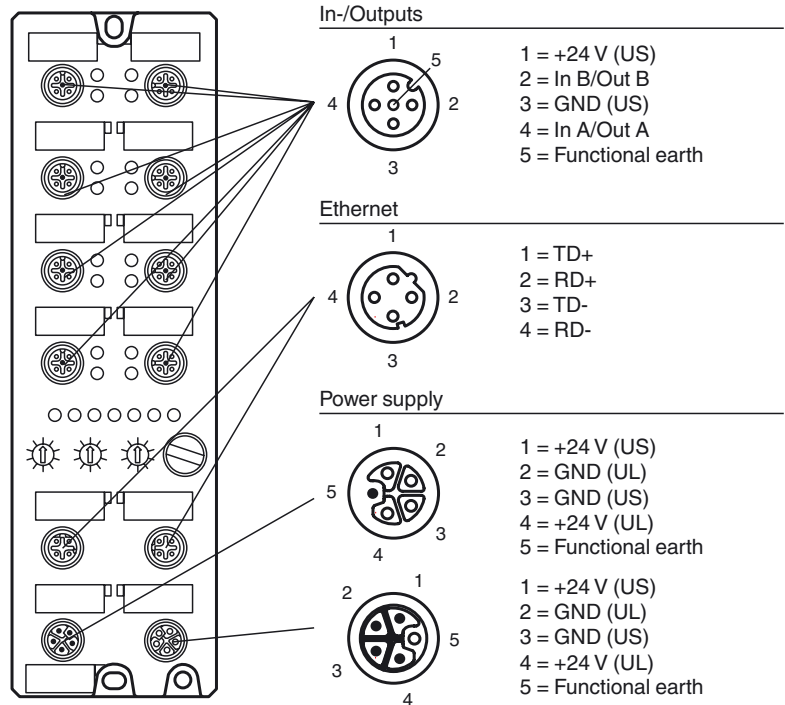 In-/Outputs
1
5
4
2
3
1 = +24 V (US)
2 = In B/Out B
3 = GND (US)
4 = In A/Out A
5 = Functional earth
Ethernet
1
4
2
3
1 = TD+
2 = RD+
3 = TD-
4 = RD-
Power supply
1
2
5
3
4
1 = +24 V (US)
2 = GND (UL)
3 = GND (US)
4 = +24 V (UL)
5 = Functional earth
2
1
5
3
4
1 = +24 V (US)
2 = GND (UL)
3 = GND (US)
4 = +24 V (UL)
5 = Functional earth